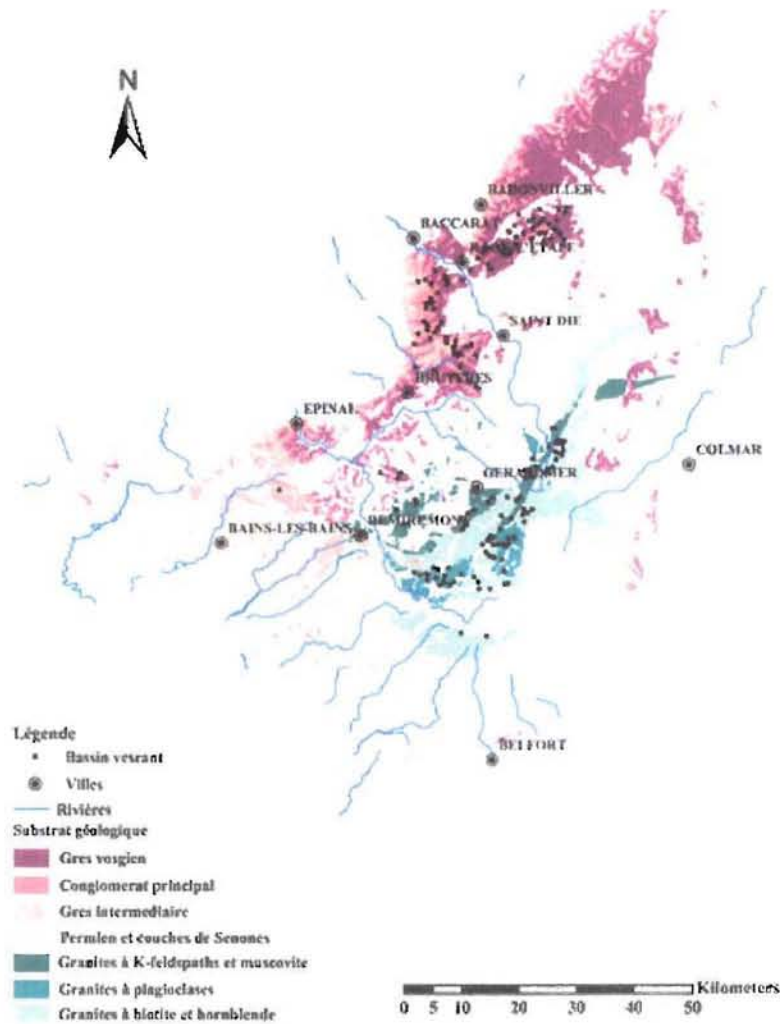 N
BADONVILLER
BACCARAT
SAINT DIE
BRUYERES
EPINAL
COLMAR
GERARDMER
BAINS-LES-BAINS
REMIREMONT
BELFORT
Légende
Bassin vesrant
Villes
Rivières
Substrat géologique
Gres vosgien
Conglomerat principal
Gres intermediaire
Permien et couches de Senones
Granites à K-feldspaths et muscovite
Granites à plagioclases
Granites à biotite et hornblende
Kilometers
0 5 10 20 30 40 50